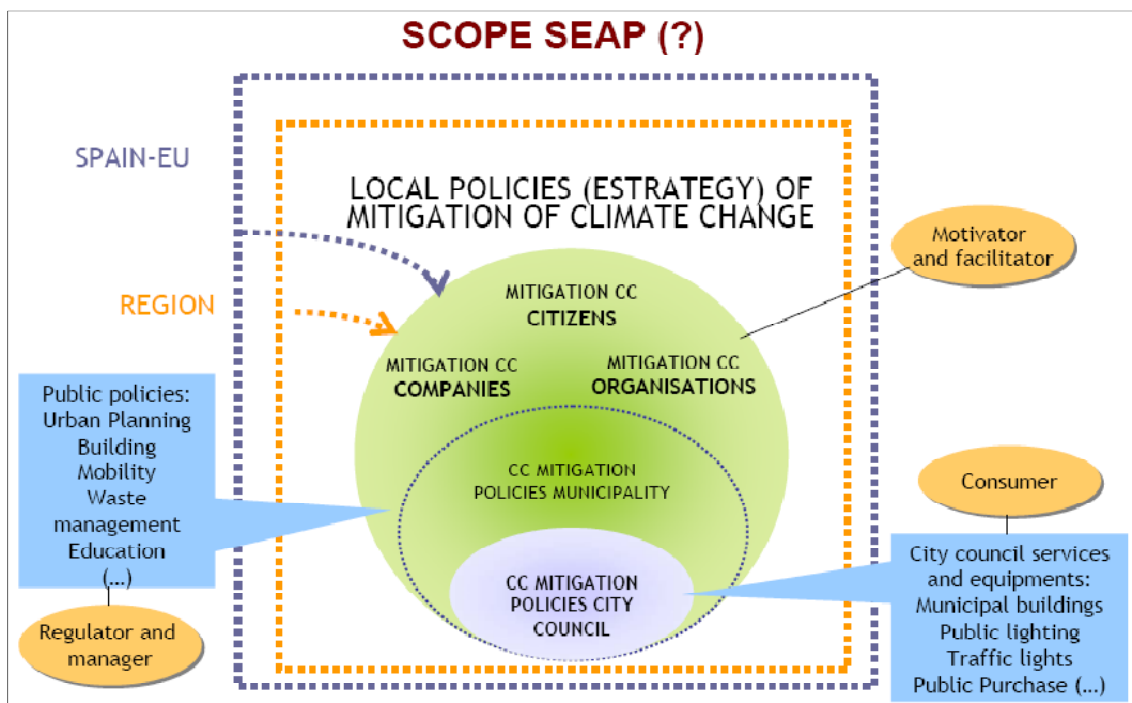 SCOPE SEAP (?)
SPAIN-EU
LOCAL POLICIES (ESTRATEGY) OF
MITIGATION OF CLIMATE CHANGE
Motivator
and facilitator
REGION
MITIGATION CC
CITIZENS
MITIGATION CC
COMPANIES
MITIGATION CC
ORGANISATIONS
Public policies:
Urban Planning
Building
Mobility
Waste
management
Education
(...)
Regulator and
manager
CC MITIGATION
POLICIES MUNICIPALITY
CC MITIGATION
POLICIES CITY
COUNCIL
Consumer
City council services
and equipments:
Municipal buildings
Public lighting
Traffic lights
Public Purchase (...)